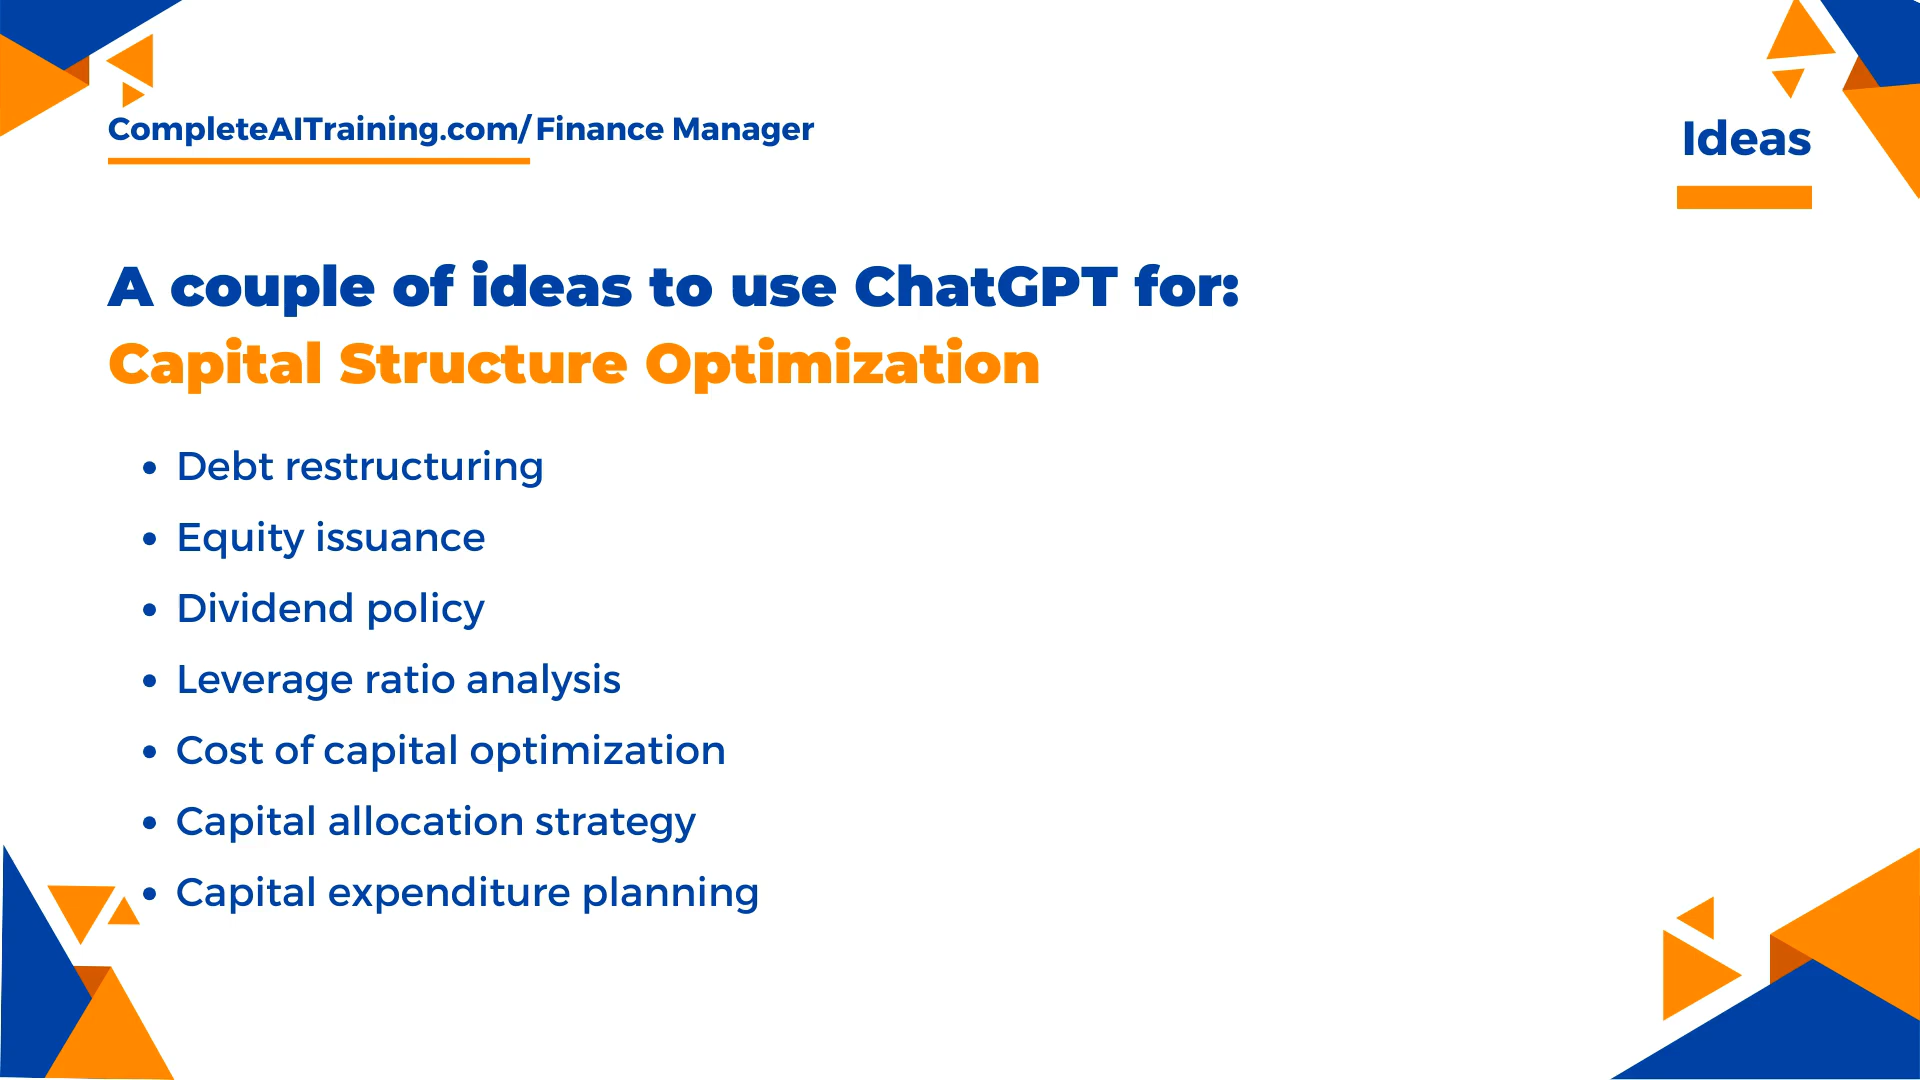 CompleteAITraining.com/Finance Manager
Ideas
A couple of ideas to use ChatGPT for:
Capital Structure Optimization
• Debt restructuring
• Equity issuance
• Dividend policy
• Leverage ratio analysis
• Cost of capital optimization
• Capital allocation strategy
• Capital expenditure planning